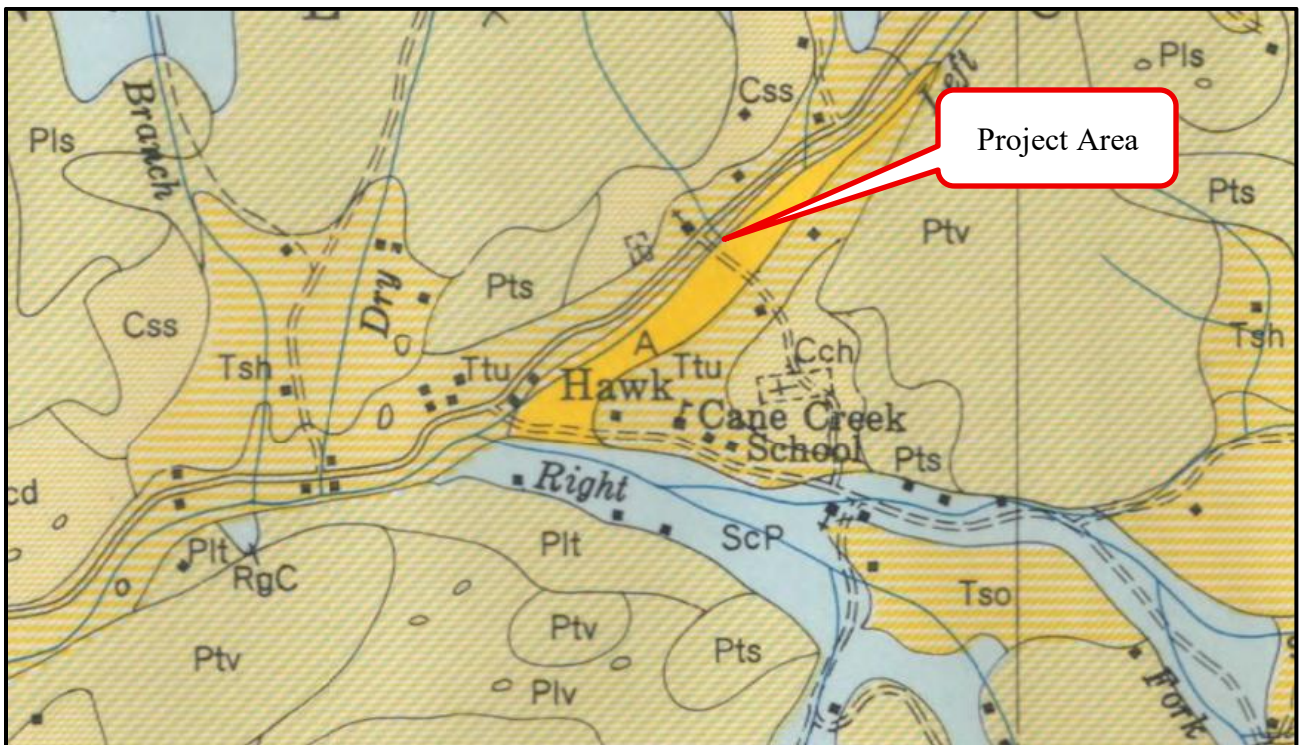 Branch
Pls
Css
Left
Project Area
Pls
Pts
Ptv
Css
Dry
Pts
Tsh
Tsh
Ttu
A
Ttu
Cch
Hawk
Cane Creek
School
Pts
cd
Right
ScP
Plt
Plt
RgC
Tso
Ptv
Ptv
Pts
Plv
Fork